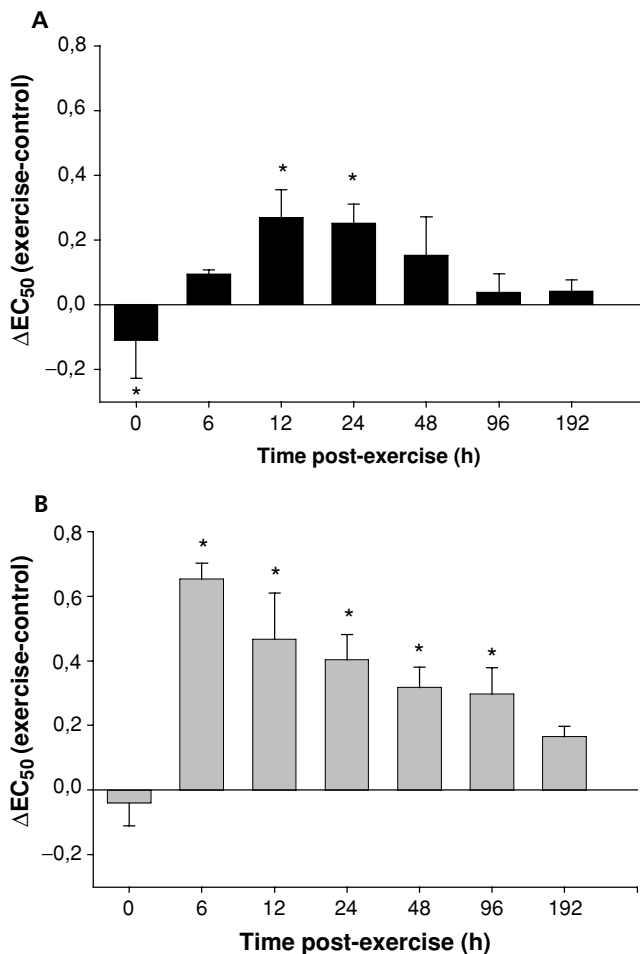 A
0,8
0,6
0,4
0,2
0,0
−0,2
ΔEC50 (exercise-control)
*
*
*
0 6 12 24 48 96 192
Time post-exercise (h)
B
0,8
0,6
0,4
0,2
0,0
−0,2
ΔEC50 (exercise-control)
*
*
*
*
*
0 6 12 24 48 96 192
Time post-exercise (h)